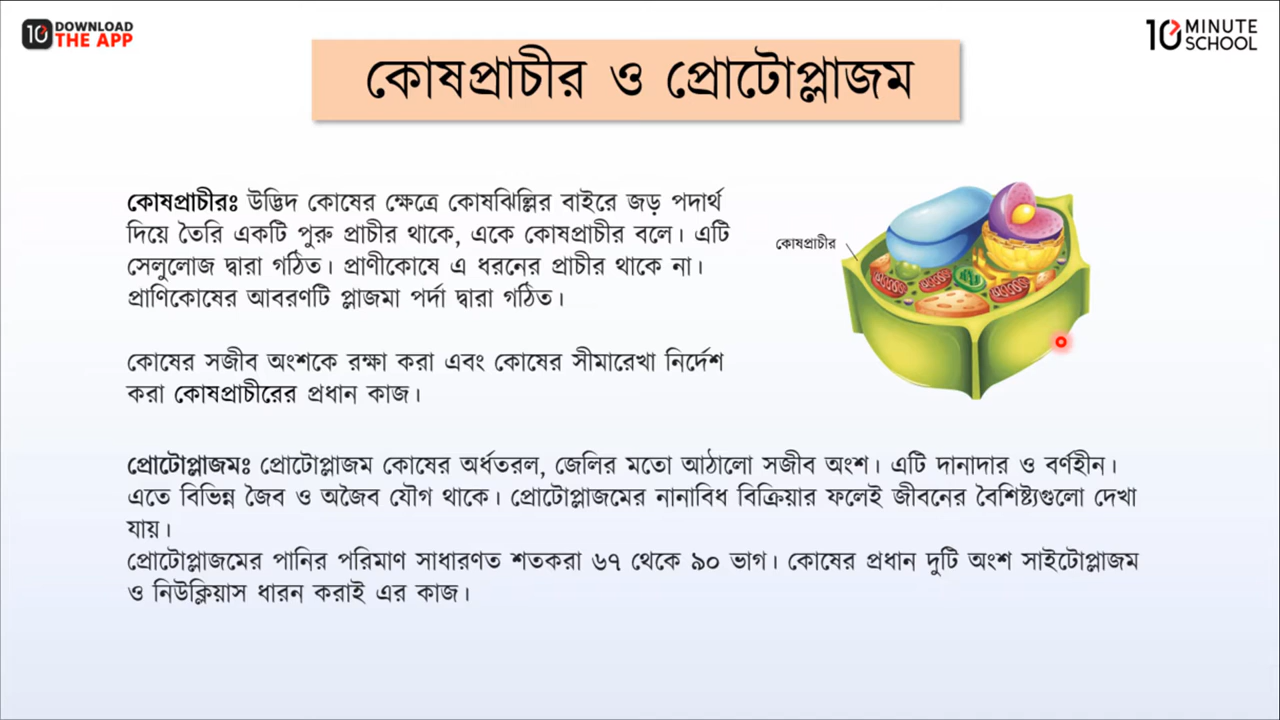 10 DOWNLOAD
THE APP
10 MINUTE
SCHOOL
কোষপ্রাচীর ও প্রোটোপ্লাজম
কোষপ্রাচীরঃ উদ্ভিদ কোষের ক্ষেত্রে কোষঝিল্লির বাইরে জড় পদার্থ
দিয়ে তৈরি একটি পুরু প্রাচীর থাকে, একে কোষপ্রাচীর বলে। এটি
সেলুলোজ দ্বারা গঠিত। প্রাণীকোষে এ ধরনের প্রাচীর থাকে না।
প্রাণিকোষের আবরণটি প্লাজমা পর্দা দ্বারা গঠিত।
কোষপ্রাচীর
কোষের সজীব অংশকে রক্ষা করা এবং কোষের সীমারেখা নির্দেশ
করা কোষপ্রাচীরের প্রধান কাজ।
প্রোটোপ্লাজমঃ প্রোটোপ্লাজম কোষের অর্ধতরল, জেলির মতো আঠালো সজীব অংশ। এটি দানাদার ও বর্ণহীন।
এতে বিভিন্ন জৈব ও অজৈব যৌগ থাকে। প্রোটোপ্লাজমের নানাবিধ বিক্রিয়ার ফলেই জীবনের বৈশিষ্ট্যগুলো দেখা
যায়।
প্রোটোপ্লাজমের পানির পরিমাণ সাধারণত শতকরা ৬৭ থেকে ৯০ ভাগ। কোষের প্রধান দুটি অংশ সাইটোপ্লাজম
ও নিউক্লিয়াস ধারন করাই এর কাজ।